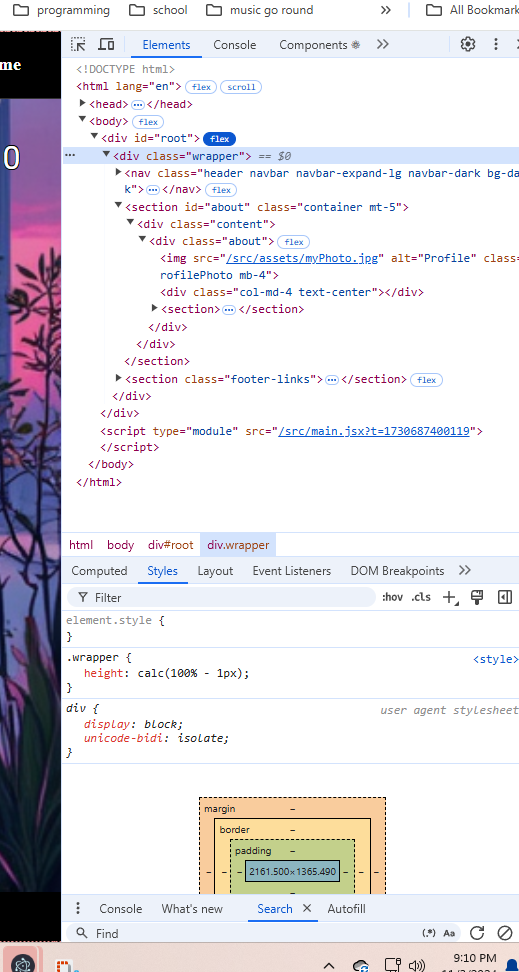 programming school music go round » All Bookmark
me
0
Elements Console Components »
<!DOCTYPE html>
<html lang="en"> flex scroll
<head> … </head>
<body> flex
<div id="root"> flex
… <div class="wrapper"> == $0
<nav class="header navbar navbar-expand-lg navbar-dark bg-da
k"> … </nav> flex
<section id="about" class="container mt-5">
<div class="content">
<div class="about"> flex
<img src="/src/assets/myPhoto.jpg" alt="Profile" class=
rofilePhoto mb-4">
<div class="col-md-4 text-center"></div>
<section> … </section>
</div>
</div>
</section>
<section class="footer-links"> … </section> flex
</div>
</div>
<script type="module" src="/src/main.jsx?t=1730687400119">
</script>
</body>
</html>
html body div#root div.wrapper
Computed Styles Layout Event Listeners DOM Breakpoints »
Filter :hov .cls
element.style {
}
.wrapper { <style>
height: calc(100% - 1px);
}
div { user agent stylesheet
display: block;
unicode-bidi: isolate;
}
margin –
border –
padding –
– – – 2161.500×1365.490 – – –
–
Console What's new Search × Autofill
Find (.*) Aa
9:10 PM